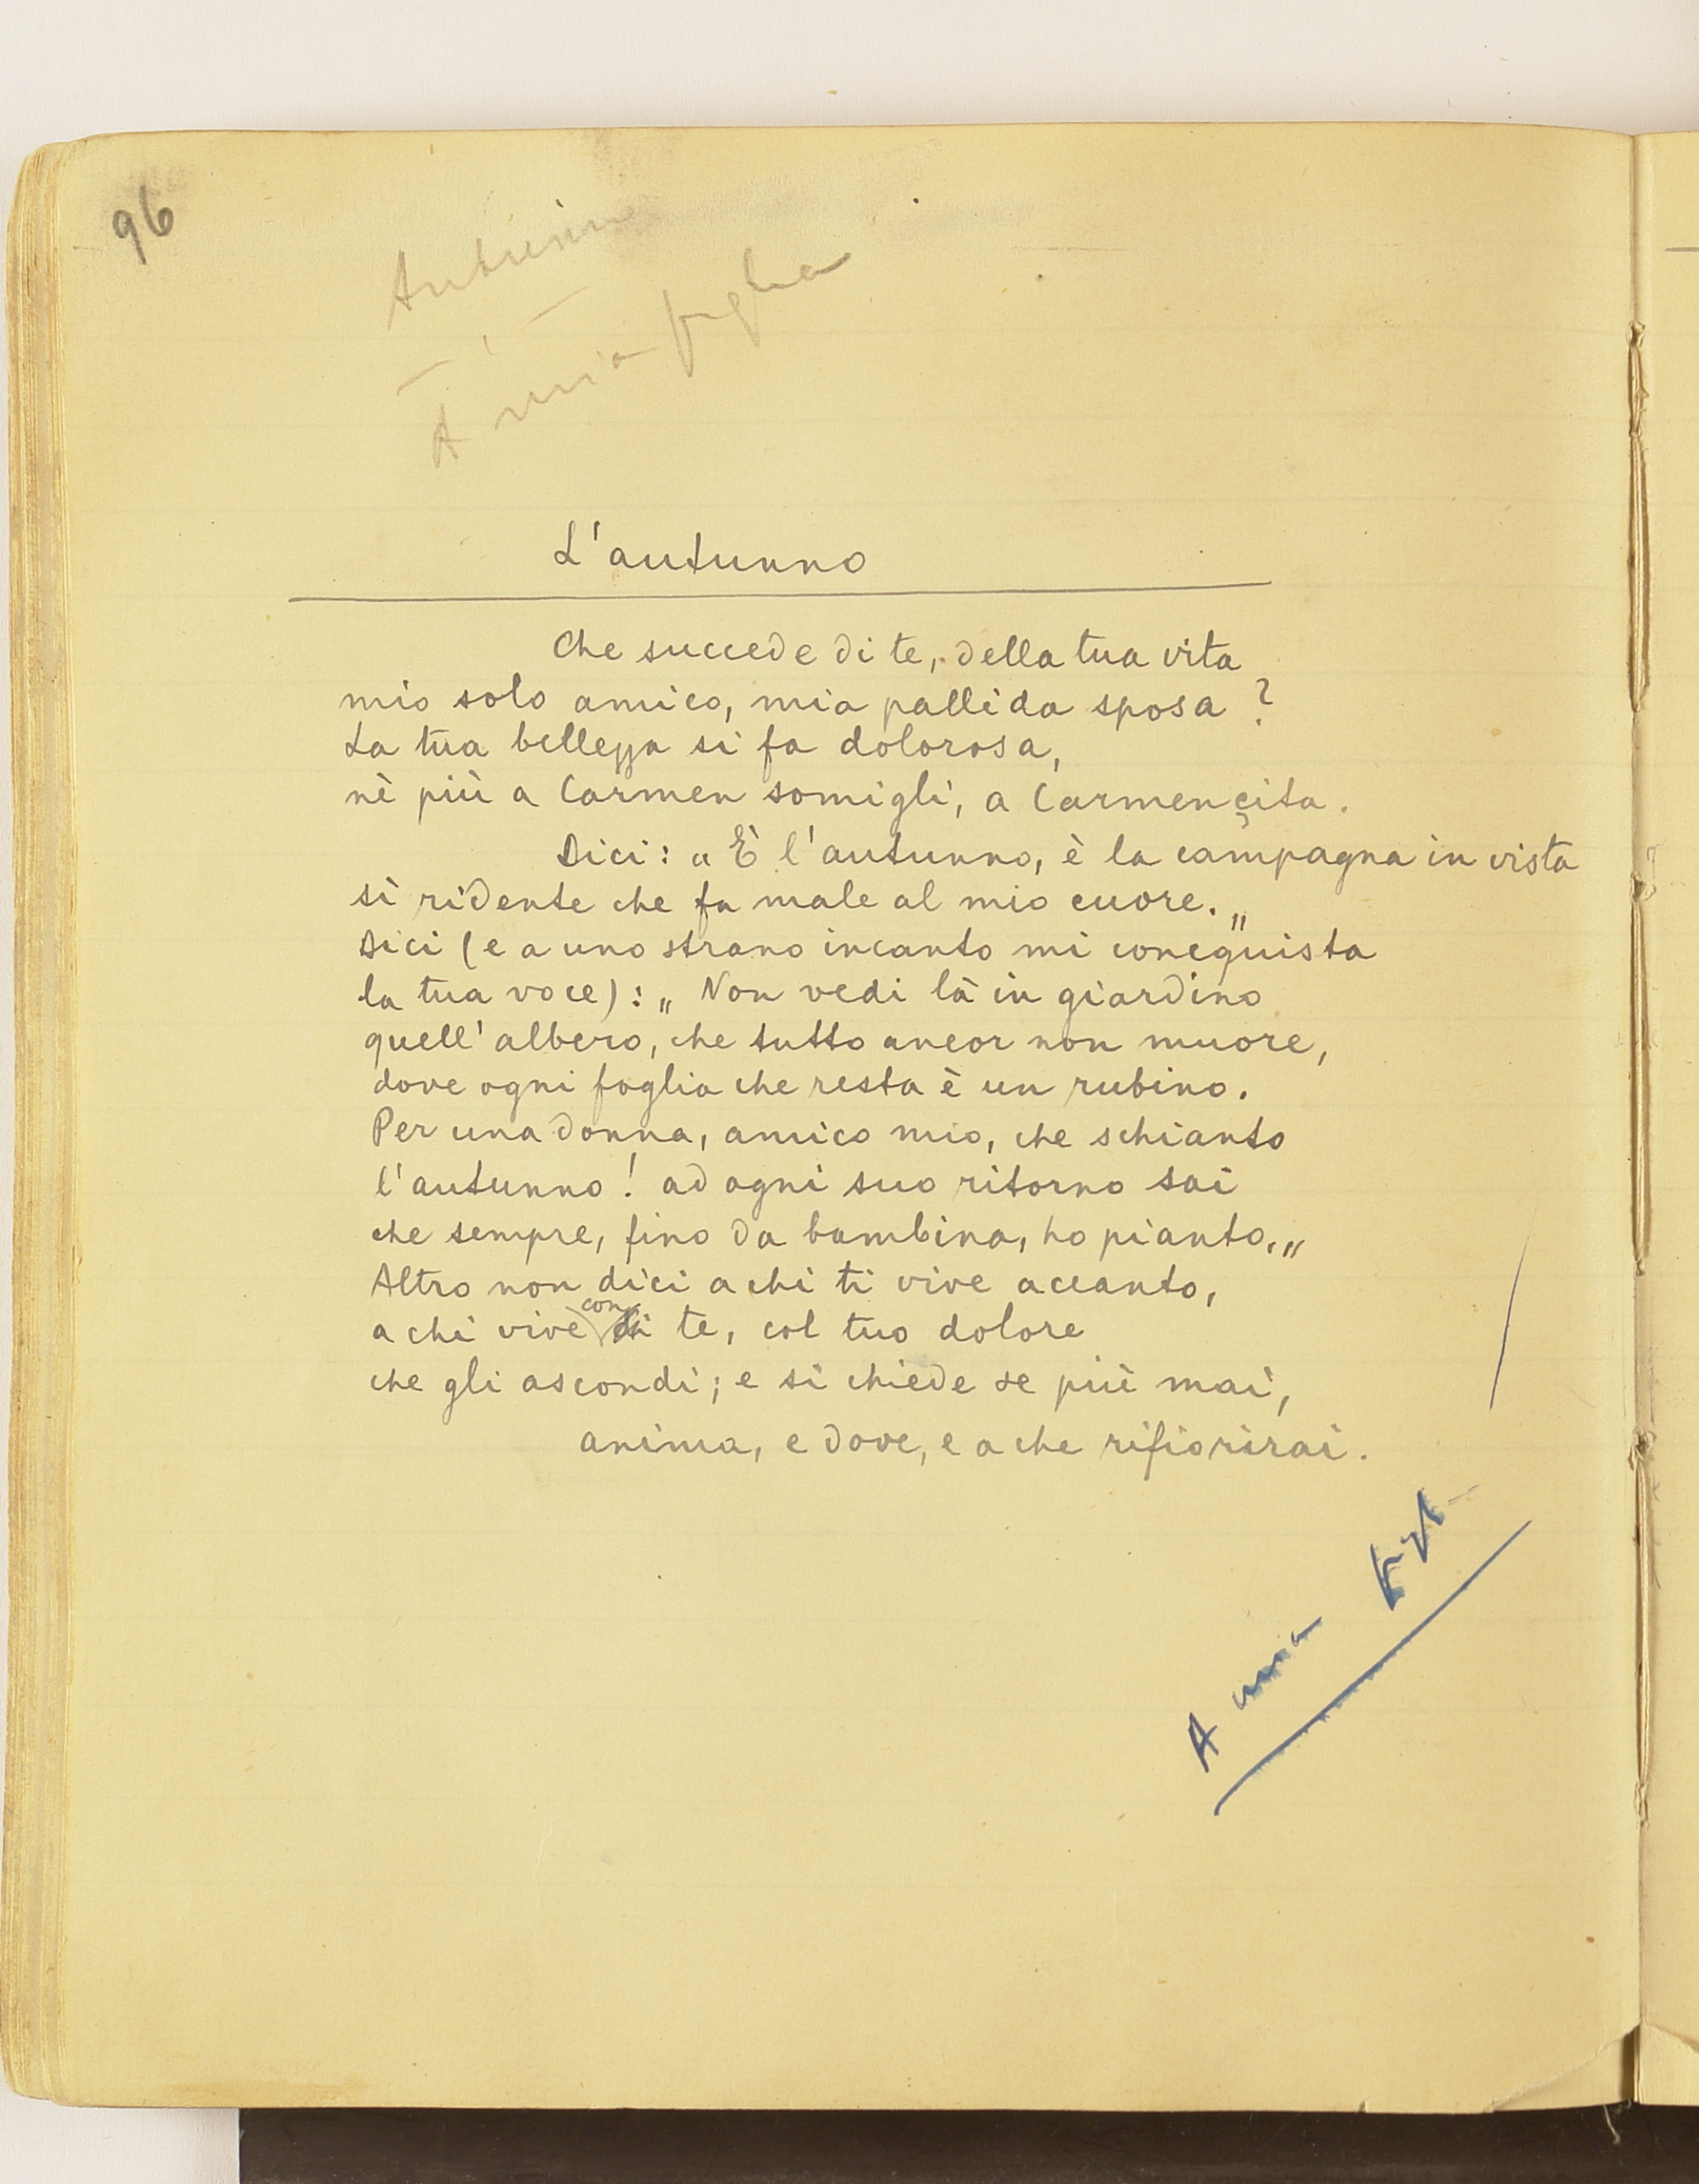 96
A mia figlia
L'autunno
Che succede di te, della tua vita
mio solo amico, mia pallida sposa ?
La tua bellezza si fa dolorosa,
nè più a Carmen somigli, a Carmençita.
Dici: „ È l'autunno, è la campagna in vista
sì ridente che fa male al mio cuore. „
Dici (e a uno strano incanto mi conequista
la tua voce): „ Non vedi là in giardino
quell'albero, che tutto ancor non muore,
dove ogni foglia che resta è un rubino.
Per una donna, amico mio, che schianto
l'autunno! ad ogni suo ritorno sai
che sempre, fino da bambina, ho pianto. „
Altro non dici a chi ti vive accanto,
a chi vive con di te, col tuo dolore
che gli ascondi; e si chiede se più mai,
anima, e dove, e a che rifiorirai.
A mia